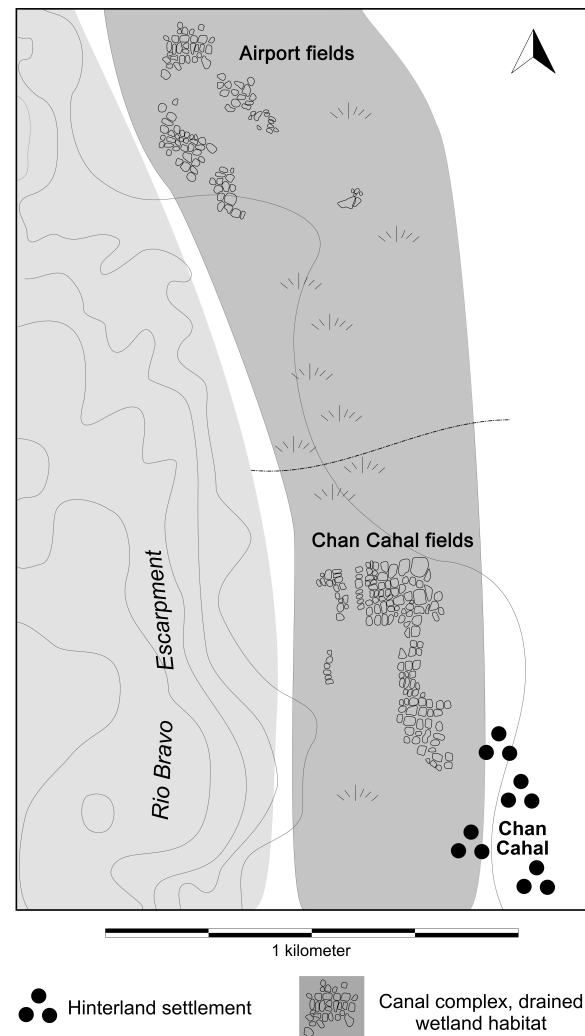 Airport fields
Chan Cahal fields
Rio Bravo Escarpment
Chan
Cahal
1 kilometer
Hinterland settlement
Canal complex, drained
wetland habitat